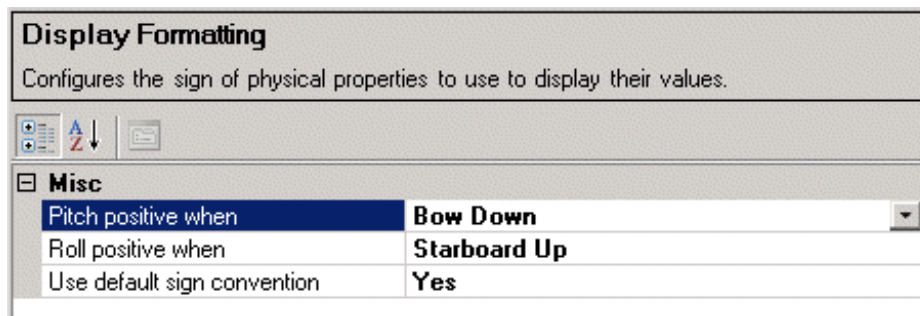 Display Formatting
Configures the sign of physical properties to use to display their values.
A
Z
Misc
Pitch positive when Bow Down
Roll positive when Starboard Up
Use default sign convention Yes